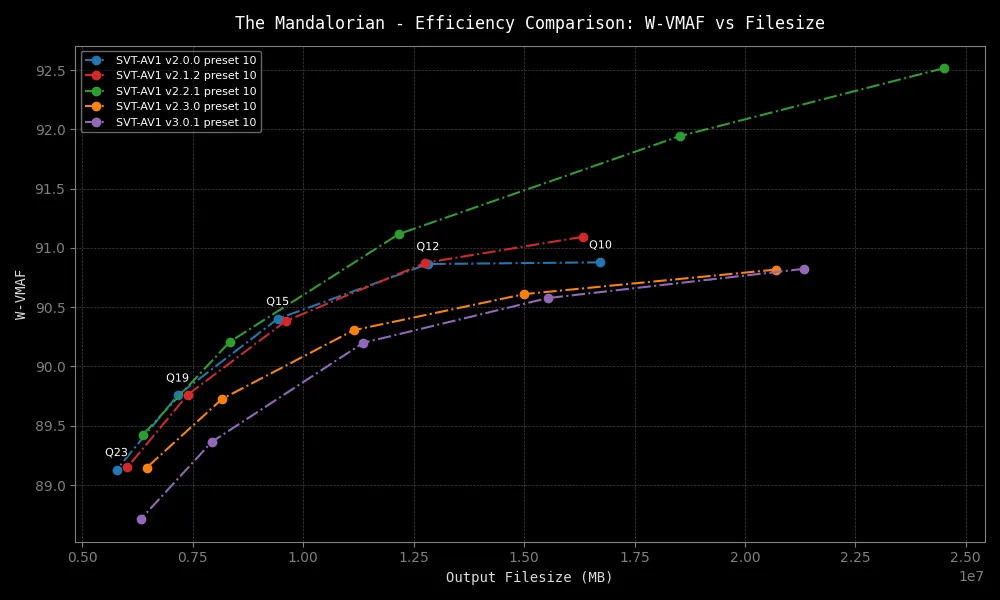 The Mandalorian - Efficiency Comparison: W-VMAF vs Filesize
SVT-AV1 v2.0.0 preset 10
SVT-AV1 v2.1.2 preset 10
SVT-AV1 v2.2.1 preset 10
SVT-AV1 v2.3.0 preset 10
SVT-AV1 v3.0.1 preset 10
92.5
92.0
91.5
91.0
90.5
90.0
89.5
89.0
W-VMAF
Q10
Q12
Q15
Q19
Q23
0.50 0.75 1.00 1.25 1.50 1.75 2.00 2.25 2.50
1e7
Output Filesize (MB)